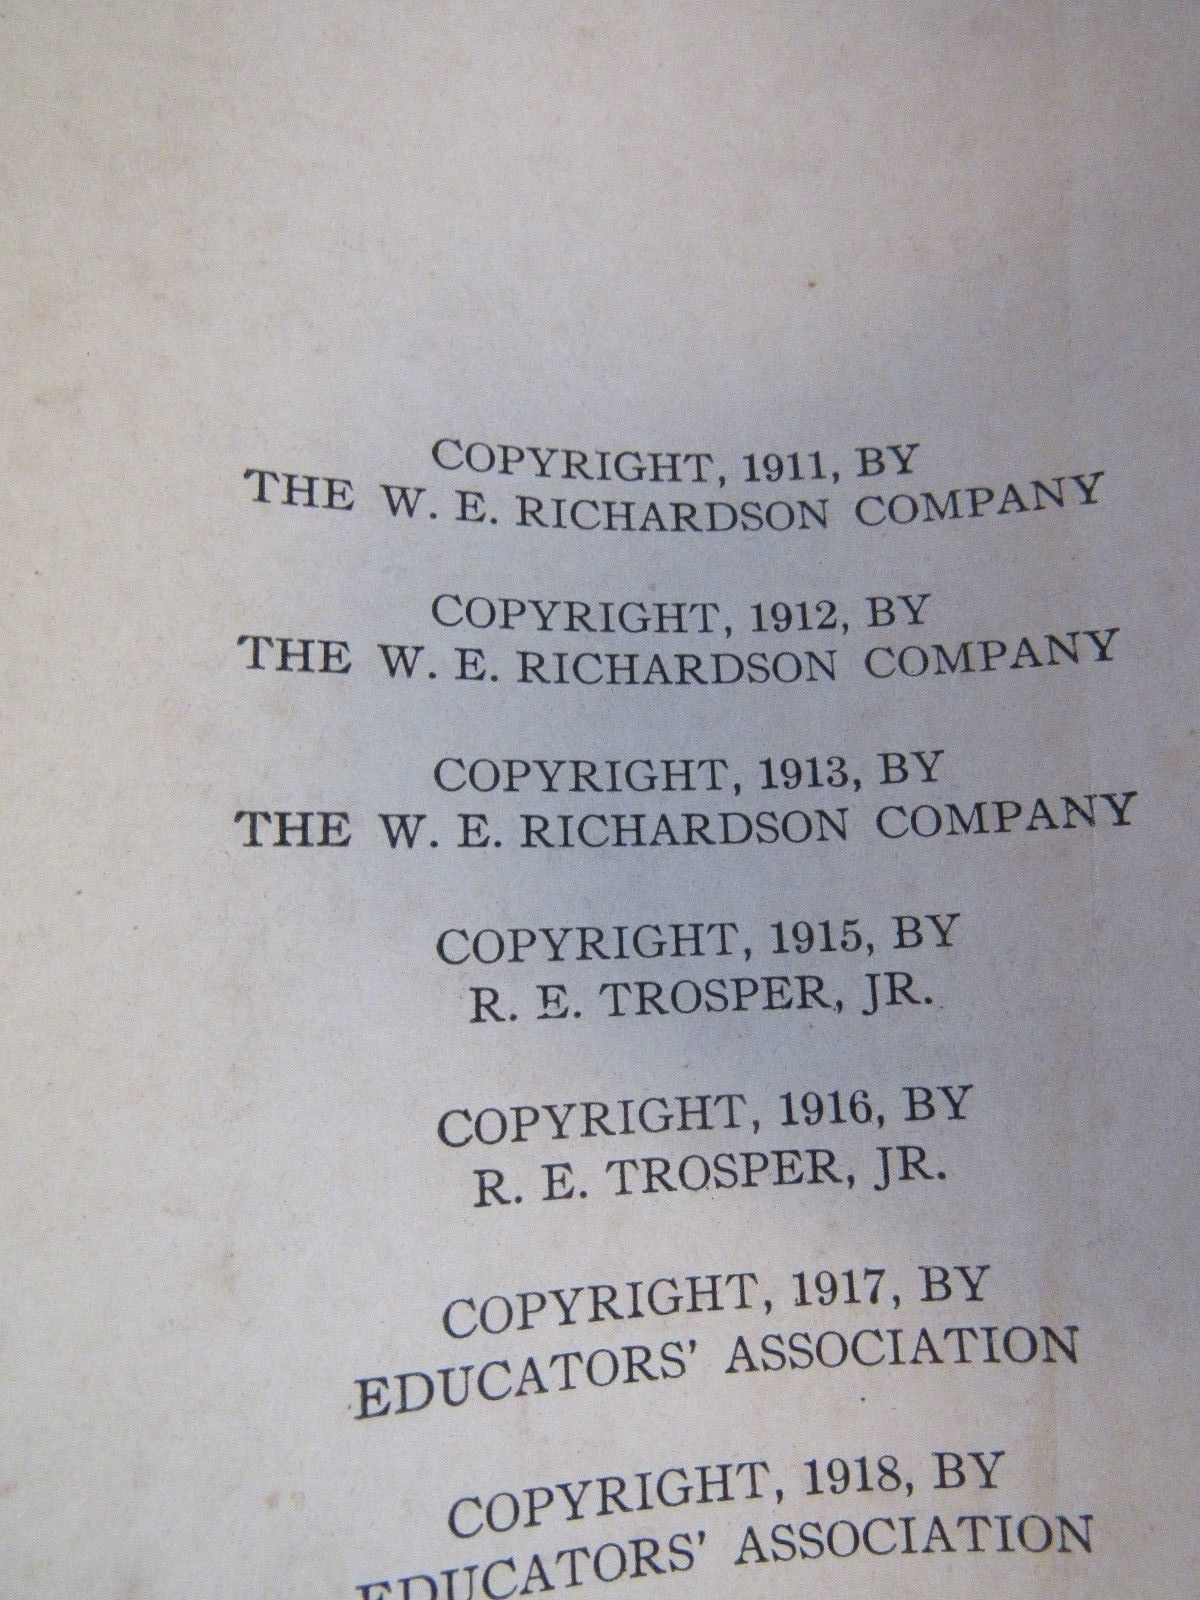 COPYRIGHT, 1911, BY
THE W. E. RICHARDSON COMPANY
COPYRIGHT, 1912, BY
THE W. E. RICHARDSON COMPANY
COPYRIGHT, 1913, BY
THE W. E. RICHARDSON COMPANY
COPYRIGHT, 1915, BY
R. E. TROSPER, JR.
COPYRIGHT, 1916, BY
R. E. TROSPER, JR.
COPYRIGHT, 1917, BY
EDUCATORS' ASSOCIATION
COPYRIGHT, 1918, BY
EDUCATORS' ASSOCIATION